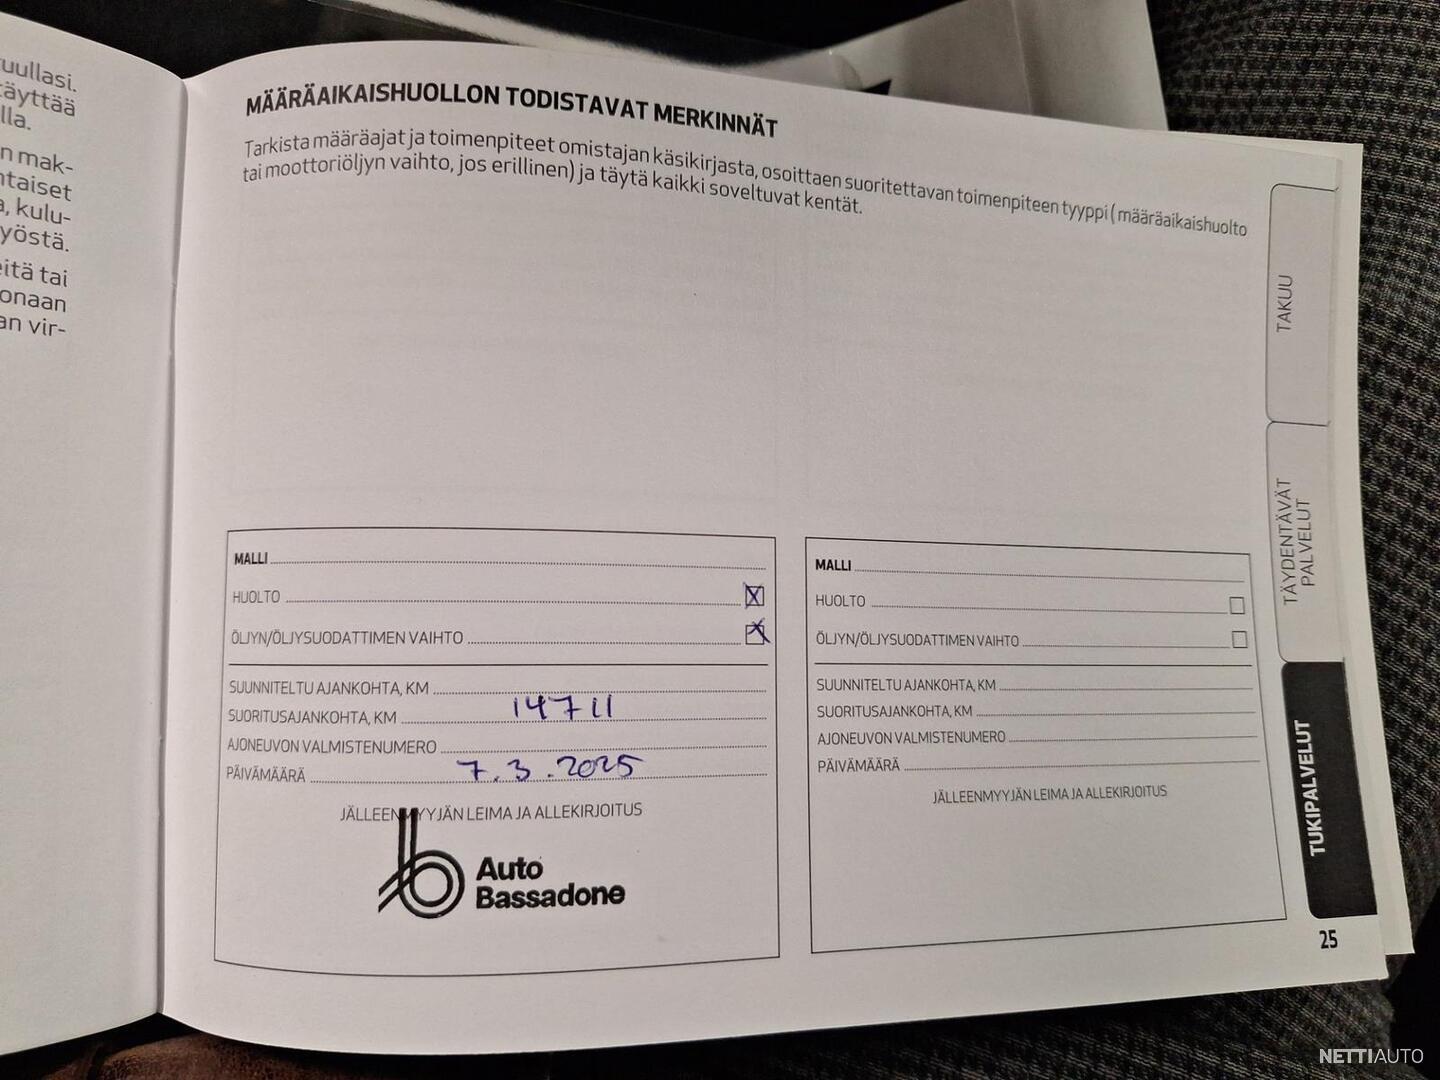 uullasi.
äyttää
lla.
n mak-
ntaiset
a, kulu-
yöstä.
eitä tai
onaan
an vir-
MÄÄRÄAIKAISHUOLLON TODISTAVAT MERKINNÄT
Tarkista määräajat ja toimenpiteet omistajan käsikirjasta, osoittaen suoritettavan toimenpiteen tyyppi ( määräaikaishuolto
tai moottoriöljyn vaihto, jos erillinen) ja täytä kaikki soveltuvat kentät.
MALLI
HUOLTO X
ÖLJYN/ÖLJYSUODATTIMEN VAIHTO X
SUUNNITELTU AJANKOHTA, KM
SUORITUSAJANKOHTA, KM 14711
AJONEUVON VALMISTENUMERO
PÄIVÄMÄÄRÄ 7.3.2025
JÄLLEENMYYJÄN LEIMA JA ALLEKIRJOITUS
Auto
Bassadone
MALLI
HUOLTO
ÖLJYN/ÖLJYSUODATTIMEN VAIHTO
SUUNNITELTU AJANKOHTA, KM
SUORITUSAJANKOHTA, KM
AJONEUVON VALMISTENUMERO
PÄIVÄMÄÄRÄ
JÄLLEENMYYJÄN LEIMA JA ALLEKIRJOITUS
TAKUU
TÄYDENTÄVÄT
PALVELUT
TUKIPALVELUT
25
NETTIAUTO